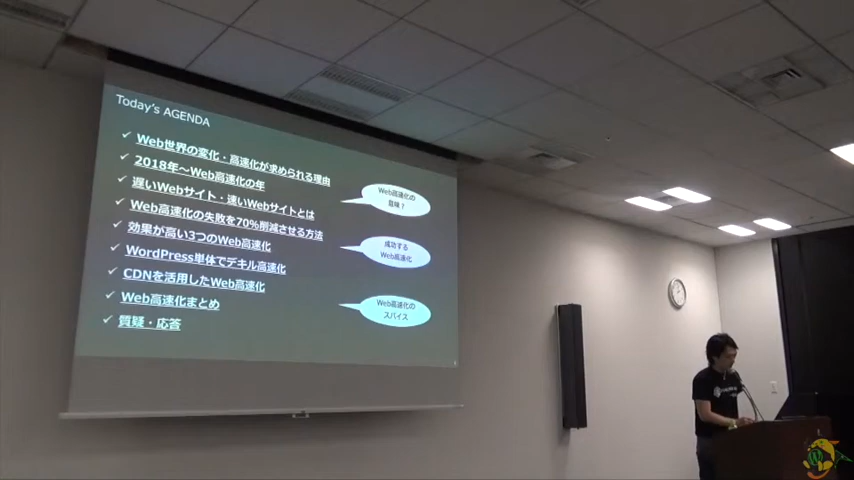 Today's AGENDA
Web世界の変化・高速化が求められる理由
2018年～Web高速化の年
遅いWebサイト・速いWebサイトとは
Web高速化の失敗を70%削減させる方法
効果が高い3つのWeb高速化
WordPress単体でデキル高速化
CDNを活用したWeb高速化
Web高速化まとめ
質疑・応答
Web高速化の
意味？
成功する
Web高速化
Web高速化の
スパイス